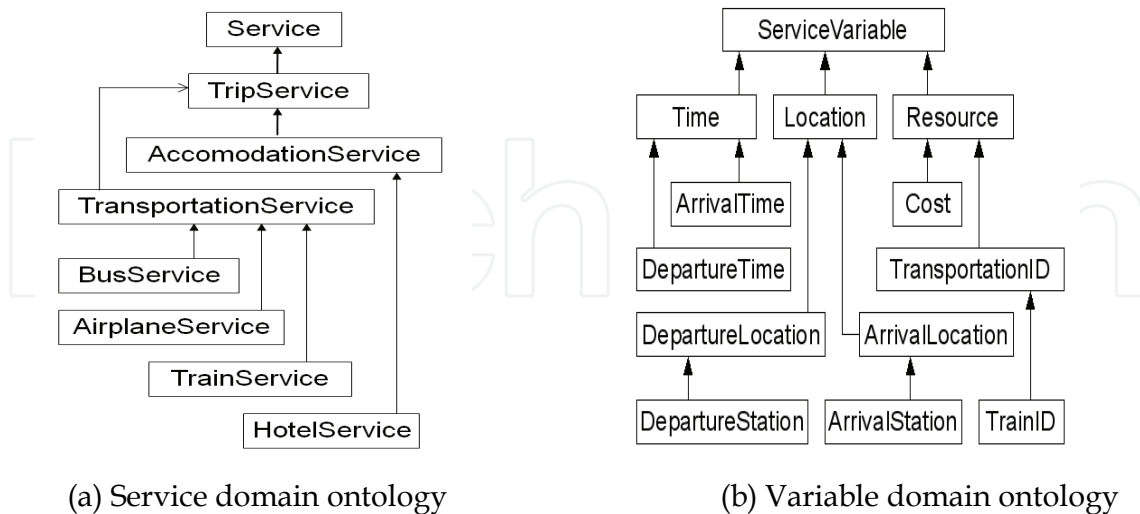 Service
TripService
AccomodationService
TransportationService
BusService
AirplaneService
TrainService
HotelService
(a) Service domain ontology
ServiceVariable
Time
Location
Resource
ArrivalTime
Cost
DepartureTime
TransportationID
DepartureLocation
ArrivalLocation
DepartureStation
ArrivalStation
TrainID
(b) Variable domain ontology